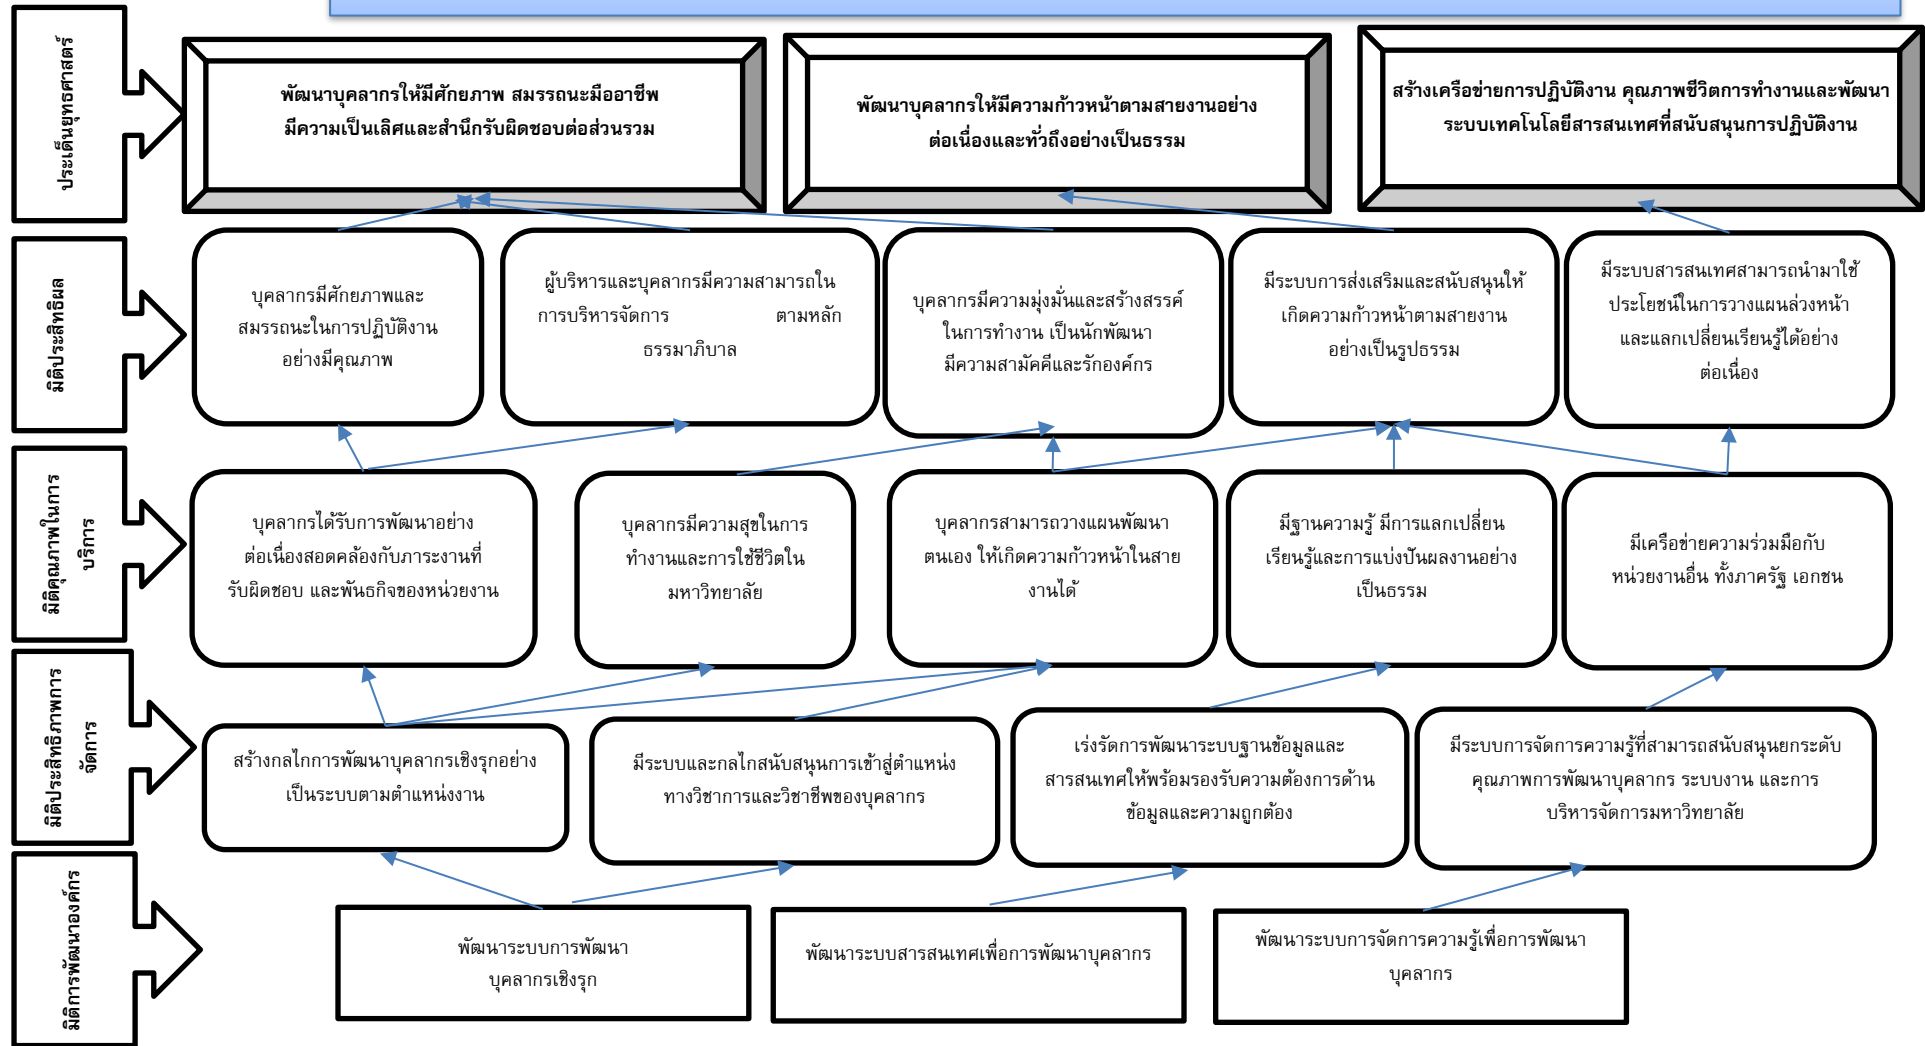 ประเด็นยุทธศาสตร์
พัฒนาบุคลากรให้มีศักยภาพ สมรรถนะมืออาชีพ
มีความเป็นเลิศและสำนึกรับผิดชอบต่อส่วนรวม
พัฒนาบุคลากรให้มีความก้าวหน้าตามสายงานอย่าง
ต่อเนื่องและทั่วถึงอย่างเป็นธรรม
สร้างเครือข่ายการปฏิบัติงาน คุณภาพชีวิตการทำงานและพัฒนา
ระบบเทคโนโลยีสารสนเทศที่สนับสนุนการปฏิบัติงาน
มิติประสิทธิผล
บุคลากรมีศักยภาพและ
สมรรถนะในการปฏิบัติงาน
อย่างมีคุณภาพ
ผู้บริหารและบุคลากรมีความสามารถใน
การบริหารจัดการ ตามหลัก
ธรรมาภิบาล
บุคลากรมีความมุ่งมั่นและสร้างสรรค์
ในการทำงาน เป็นนักพัฒนา
มีความสามัคคีและรักองค์กร
มีระบบการส่งเสริมและสนับสนุนให้
เกิดความก้าวหน้าตามสายงาน
อย่างเป็นรูปธรรม
มีระบบสารสนเทศสามารถนำมาใช้
ประโยชน์ในการวางแผนล่วงหน้า
และแลกเปลี่ยนเรียนรู้ได้อย่าง
ต่อเนื่อง
มิติคุณภาพในการ
บริการ
บุคลากรได้รับการพัฒนาอย่าง
ต่อเนื่องสอดคล้องกับภาระงานที่
รับผิดชอบ และพันธกิจของหน่วยงาน
บุคลากรมีความสุขในการ
ทำงานและการใช้ชีวิตใน
มหาวิทยาลัย
บุคลากรสามารถวางแผนพัฒนา
ตนเอง ให้เกิดความก้าวหน้าในสาย
งานได้
มีฐานความรู้ มีการแลกเปลี่ยน
เรียนรู้และการแบ่งปันผลงานอย่าง
เป็นธรรม
มีเครือข่ายความร่วมมือกับ
หน่วยงานอื่น ทั้งภาครัฐ เอกชน
มิติประสิทธิภาพการ
จัดการ
สร้างกลไกการพัฒนาบุคลากรเชิงรุกอย่าง
เป็นระบบตามตำแหน่งงาน
มีระบบและกลไกสนับสนุนการเข้าสู่ตำแหน่ง
ทางวิชาการและวิชาชีพของบุคลากร
เร่งรัดการพัฒนาระบบฐานข้อมูลและ
สารสนเทศให้พร้อมรองรับความต้องการด้าน
ข้อมูลและความถูกต้อง
มีระบบการจัดการความรู้ที่สามารถสนับสนุนยกระดับ
คุณภาพการพัฒนาบุคลากร ระบบงาน และการ
บริหารจัดการมหาวิทยาลัย
มิติการพัฒนาองค์กร
พัฒนาระบบการพัฒนา
บุคลากรเชิงรุก
พัฒนาระบบสารสนเทศเพื่อการพัฒนาบุคลากร
พัฒนาระบบการจัดการความรู้เพื่อการพัฒนา
บุคลากร